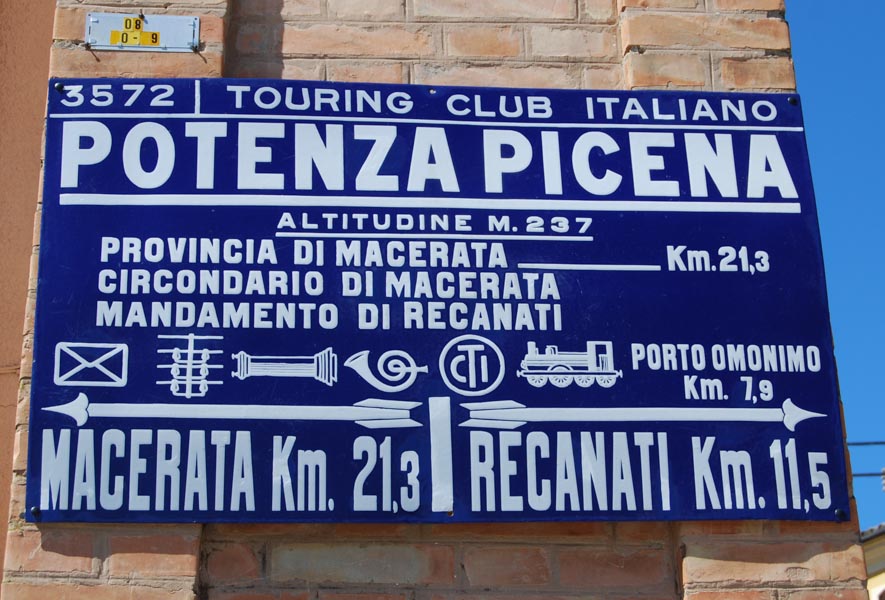 08
0-6
3572 TOURING CLUB ITALIANO
POTENZA PICENA
ALTITUDINE M. 237
PROVINCIA DI MACERATA Km. 21,3
CIRCONDARIO DI MACERATA
MANDAMENTO DI RECANATI
CTI
PORTO OMONIMO
Km. 7,9
MACERATA Km. 21,3
RECANATI Km. 11,5